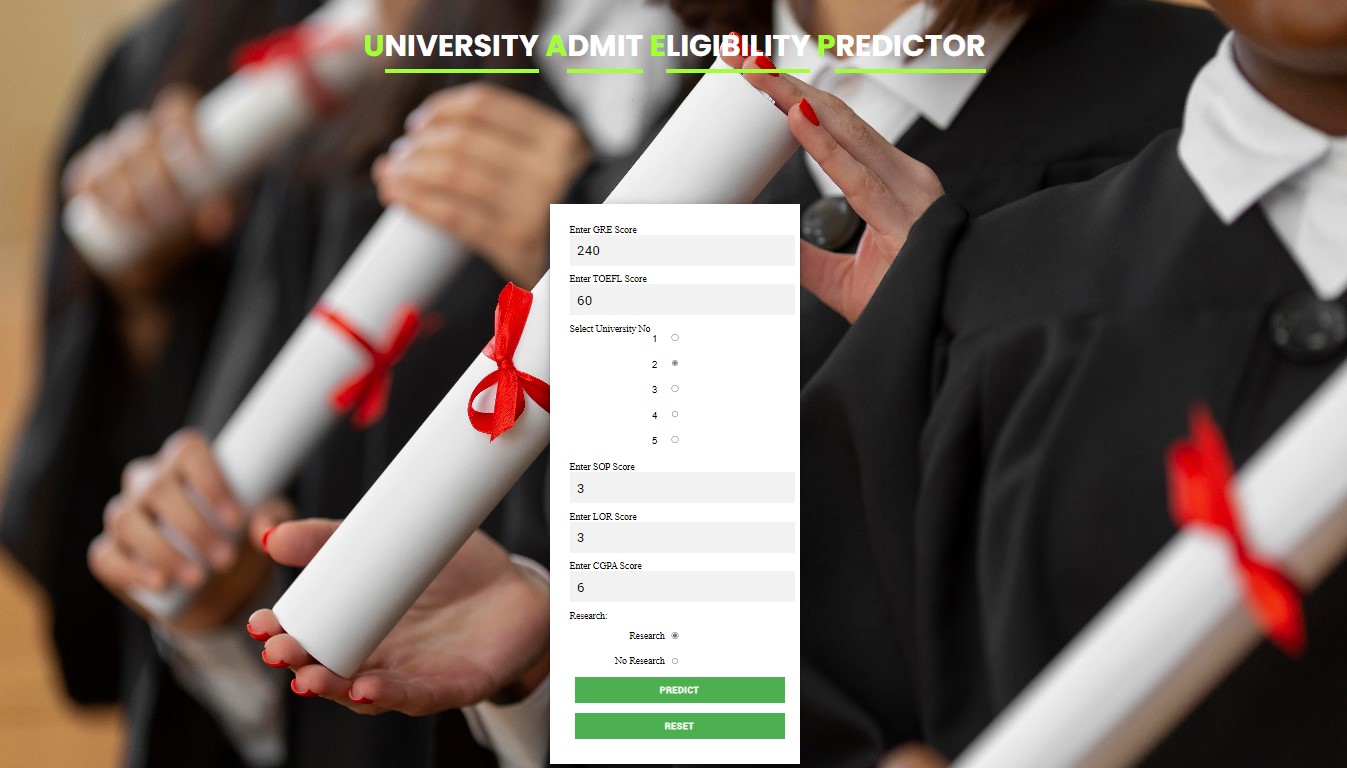 UNIVERSITY ADMIT ELIGIBILITY PREDICTOR
Enter GRE Score
240
Enter TOEFL Score
60
Select University No
1
2
3
4
5
Enter SOP Score
3
Enter LOR Score
3
Enter CGPA Score
6
Research:
Research
No Research
PREDICT
RESET